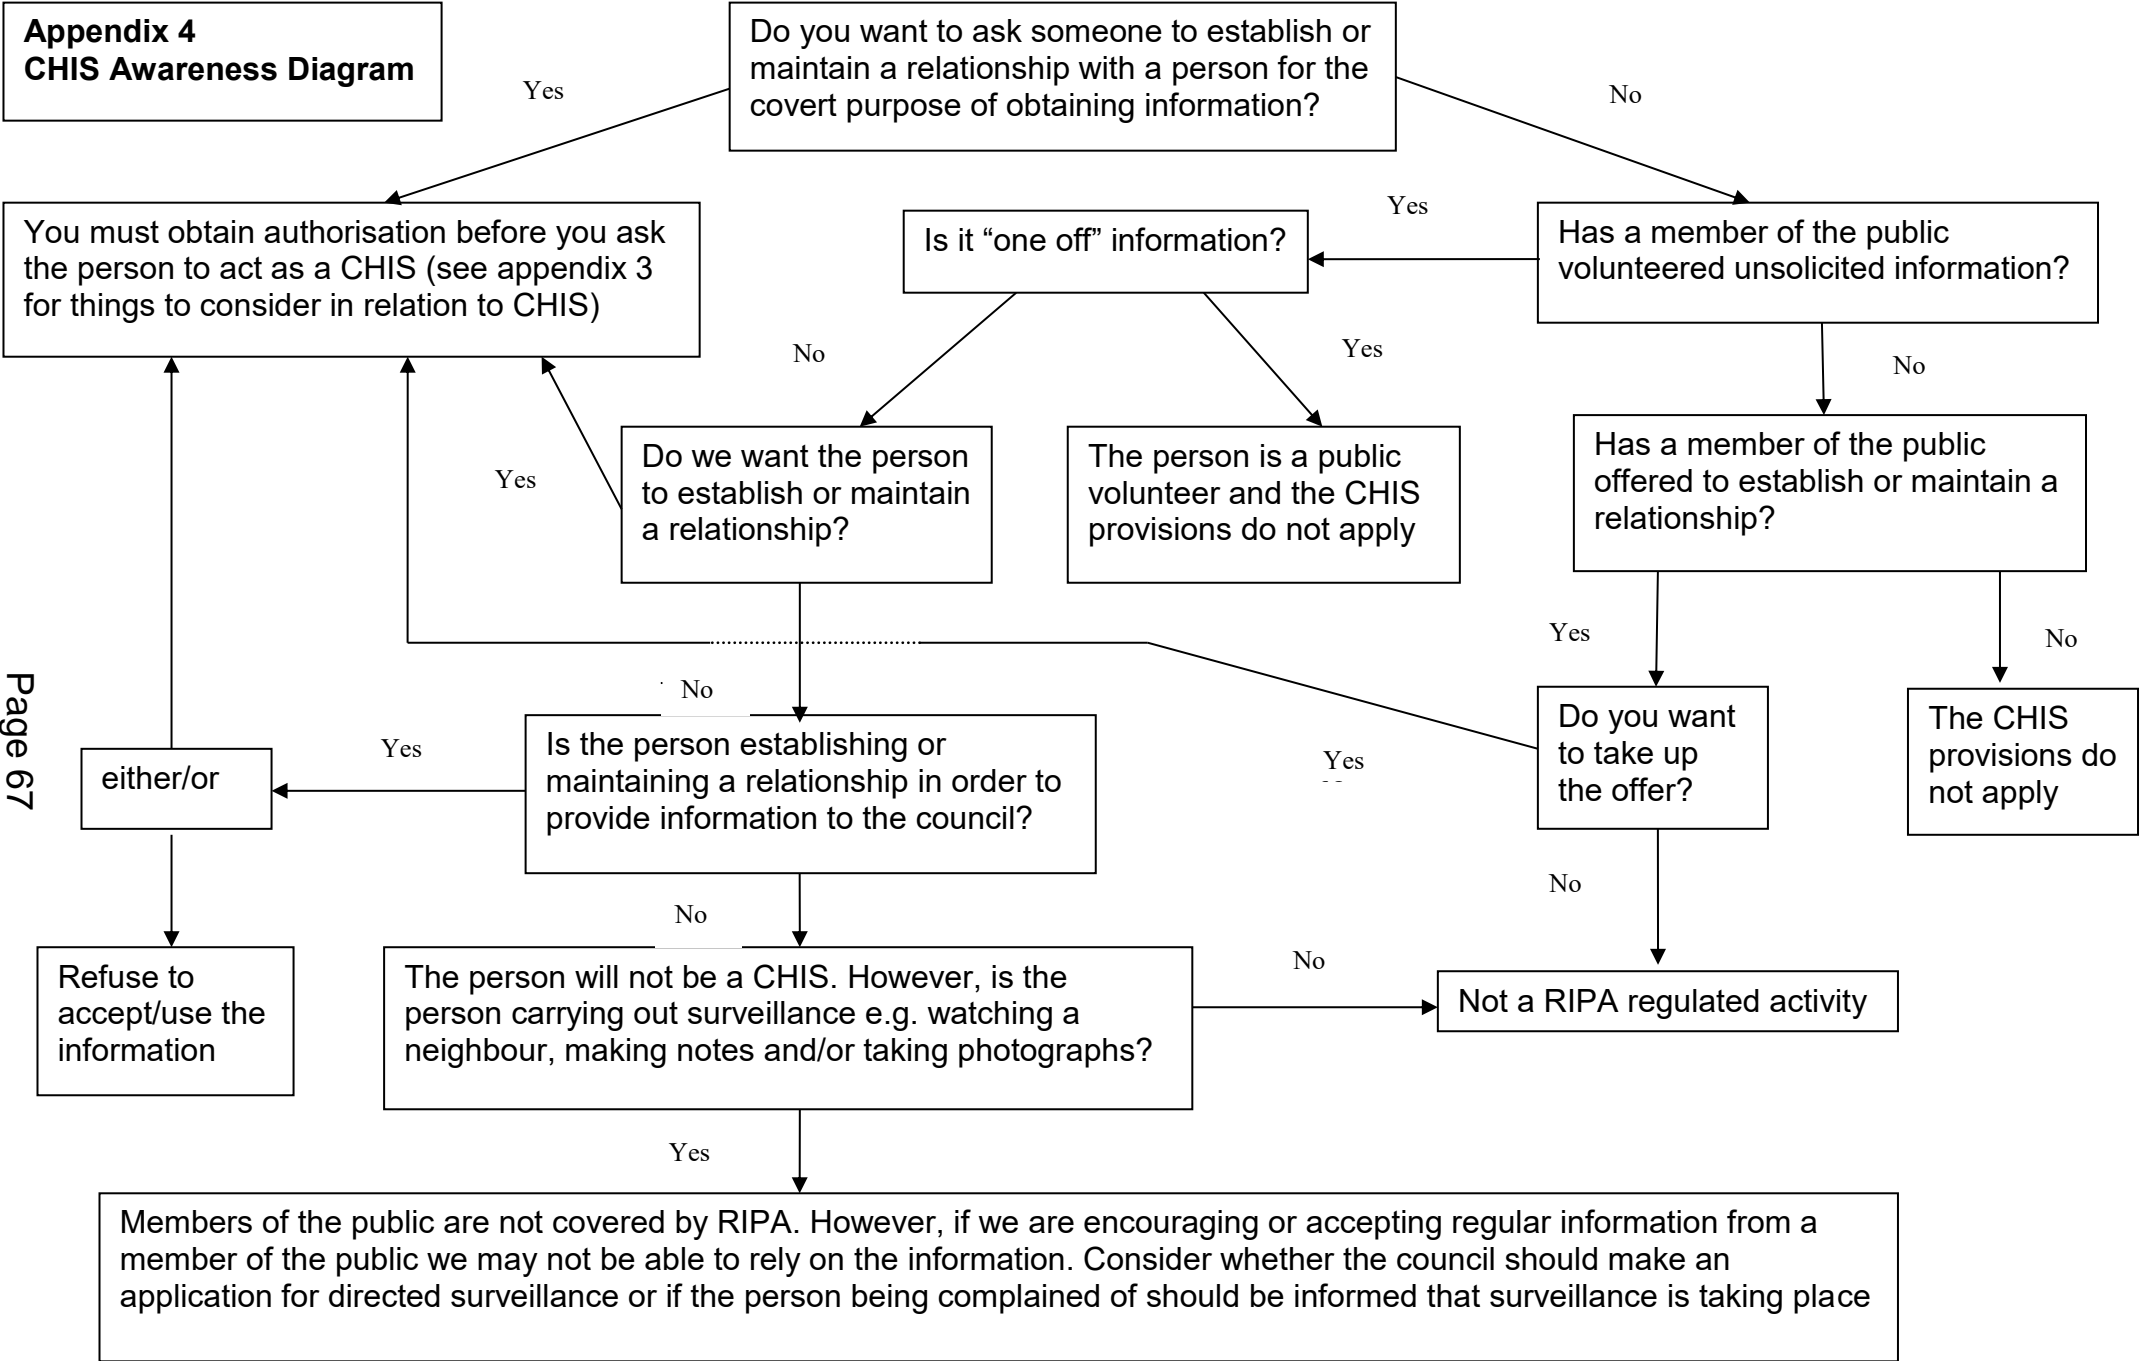 Appendix 4
CHIS Awareness Diagram
Do you want to ask someone to establish or
maintain a relationship with a person for the
covert purpose of obtaining information?
Yes
No
You must obtain authorisation before you ask
the person to act as a CHIS (see appendix 3
for things to consider in relation to CHIS)
Is it “one off” information?
Yes
Has a member of the public
volunteered unsolicited information?
No
Yes
No
Do we want the person
to establish or maintain
a relationship?
Yes
The person is a public
volunteer and the CHIS
provisions do not apply
Has a member of the public
offered to establish or maintain a
relationship?
Yes
No
No
Do you want
to take up
the offer?
The CHIS
provisions do
not apply
Page 67
either/or
Yes
Is the person establishing or
maintaining a relationship in order to
provide information to the council?
Yes
No
No
Refuse to
accept/use the
information
The person will not be a CHIS. However, is the
person carrying out surveillance e.g. watching a
neighbour, making notes and/or taking photographs?
No
Not a RIPA regulated activity
Yes
Members of the public are not covered by RIPA. However, if we are encouraging or accepting regular information from a
member of the public we may not be able to rely on the information. Consider whether the council should make an
application for directed surveillance or if the person being complained of should be informed that surveillance is taking place